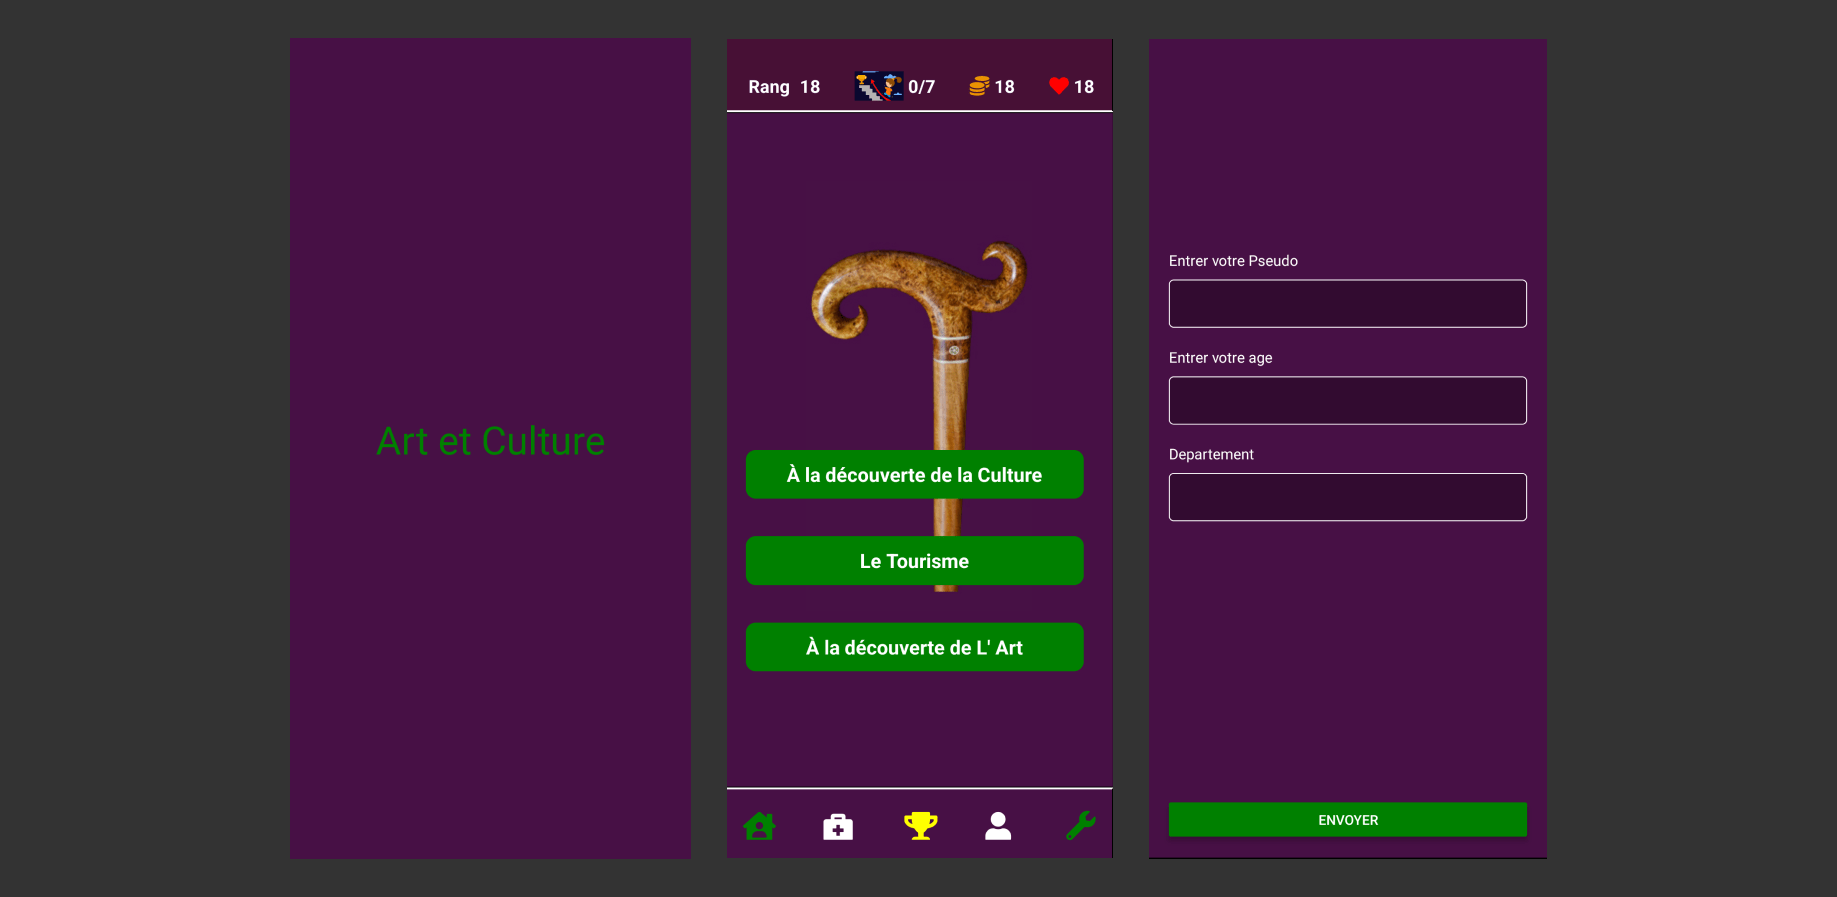 Art et Culture
Rang 18 0/7 18 18
À la découverte de la Culture
Le Tourisme
À la découverte de L' Art
Entrer votre Pseudo
Entrer votre age
Departement
ENVOYER